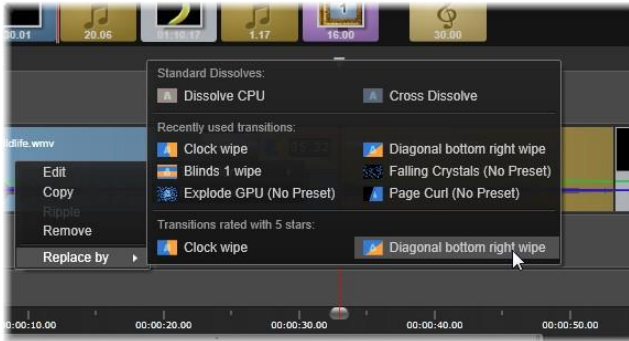 30.01 20.06 01:10.17 1.17 16.00 30.00
Standard Dissolves:
Dissolve CPU Cross Dissolve
Recently used transitions:
Clock wipe Diagonal bottom right wipe
Blinds 1 wipe Falling Crystals (No Preset)
Explode GPU (No Preset) Page Curl (No Preset)
Transitions rated with 5 stars:
Clock wipe Diagonal bottom right wipe
ldlife.wmv
Edit
Copy
Ripple
Remove
Replace by
0:00:10.00 00:00:20.00 00:00:30.00 00:00:40.00 00:00:50.00